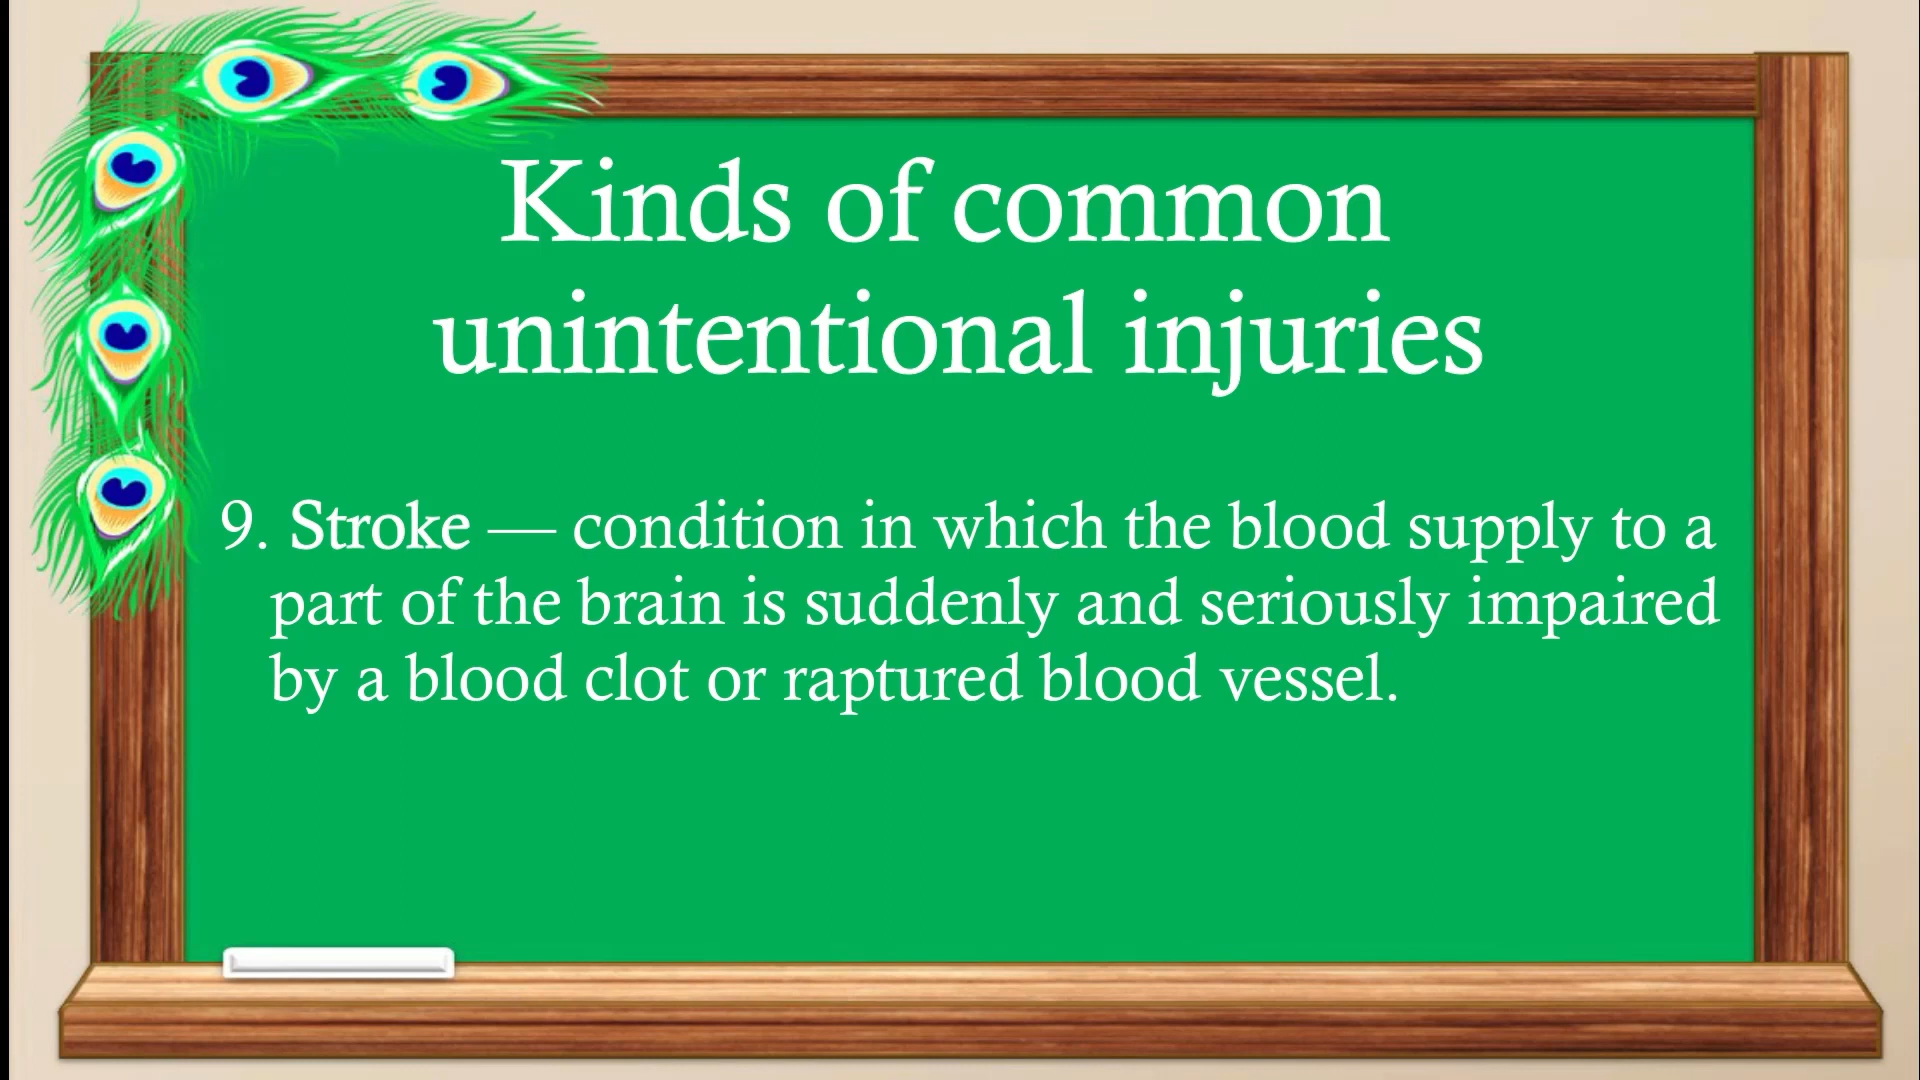 Kinds of common
unintentional injuries
9. Stroke — condition in which the blood supply to a
part of the brain is suddenly and seriously impaired
by a blood clot or raptured blood vessel.